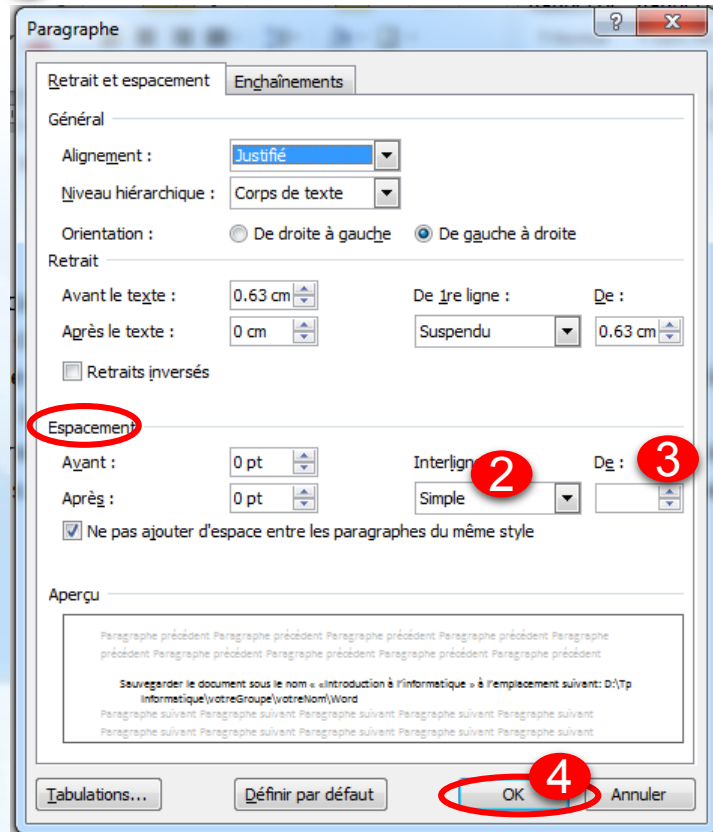 Paragraphe
Retrait et espacement Enchaînements
Général
Alignement : Justifié
Niveau hiérarchique : Corps de texte
Orientation : De droite à gauche De gauche à droite
Retrait
Avant le texte : 0.63 cm De 1re ligne : De :
Après le texte : 0 cm Suspendu 0.63 cm
Retraits inversés
Espacement
Avant : 0 pt Interligne 2 De : 3
Après : 0 pt Simple
Ne pas ajouter d'espace entre les paragraphes du même style
Aperçu
Paragraphe précédent Paragraphe précédent Paragraphe précédent Paragraphe précédent Paragraphe
précédent Paragraphe précédent Paragraphe précédent Paragraphe précédent Paragraphe précédent
Sauvegarder le document sous le nom « «Introduction à l'informatique » à l'emplacement suivant: D:\Tp
Informatique\votreGroupe\votreNom\Word
Paragraphe suivant Paragraphe suivant Paragraphe suivant Paragraphe suivant Paragraphe suivant
Paragraphe suivant Paragraphe suivant Paragraphe suivant Paragraphe suivant Paragraphe suivant
4
Tabulations... Définir par défaut OK Annuler